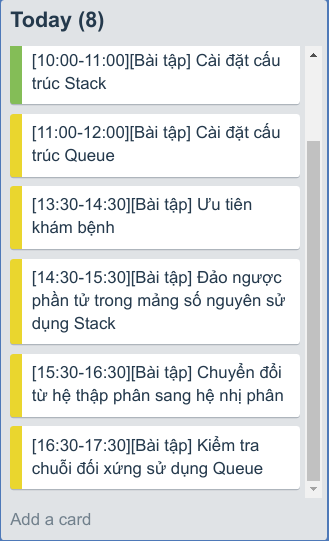 Today (8)
[10:00-11:00][Bài tập] Cài đặt cấu
trúc Stack
[11:00-12:00][Bài tập] Cài đặt cấu
trúc Queue
[13:30-14:30][Bài tập] Ưu tiên
khám bệnh
[14:30-15:30][Bài tập] Đảo ngược
phần tử trong mảng số nguyên sử
dụng Stack
[15:30-16:30][Bài tập] Chuyển đổi
từ hệ thập phân sang hệ nhị phân
[16:30-17:30][Bài tập] Kiểm tra
chuỗi đối xứng sử dụng Queue
Add a card